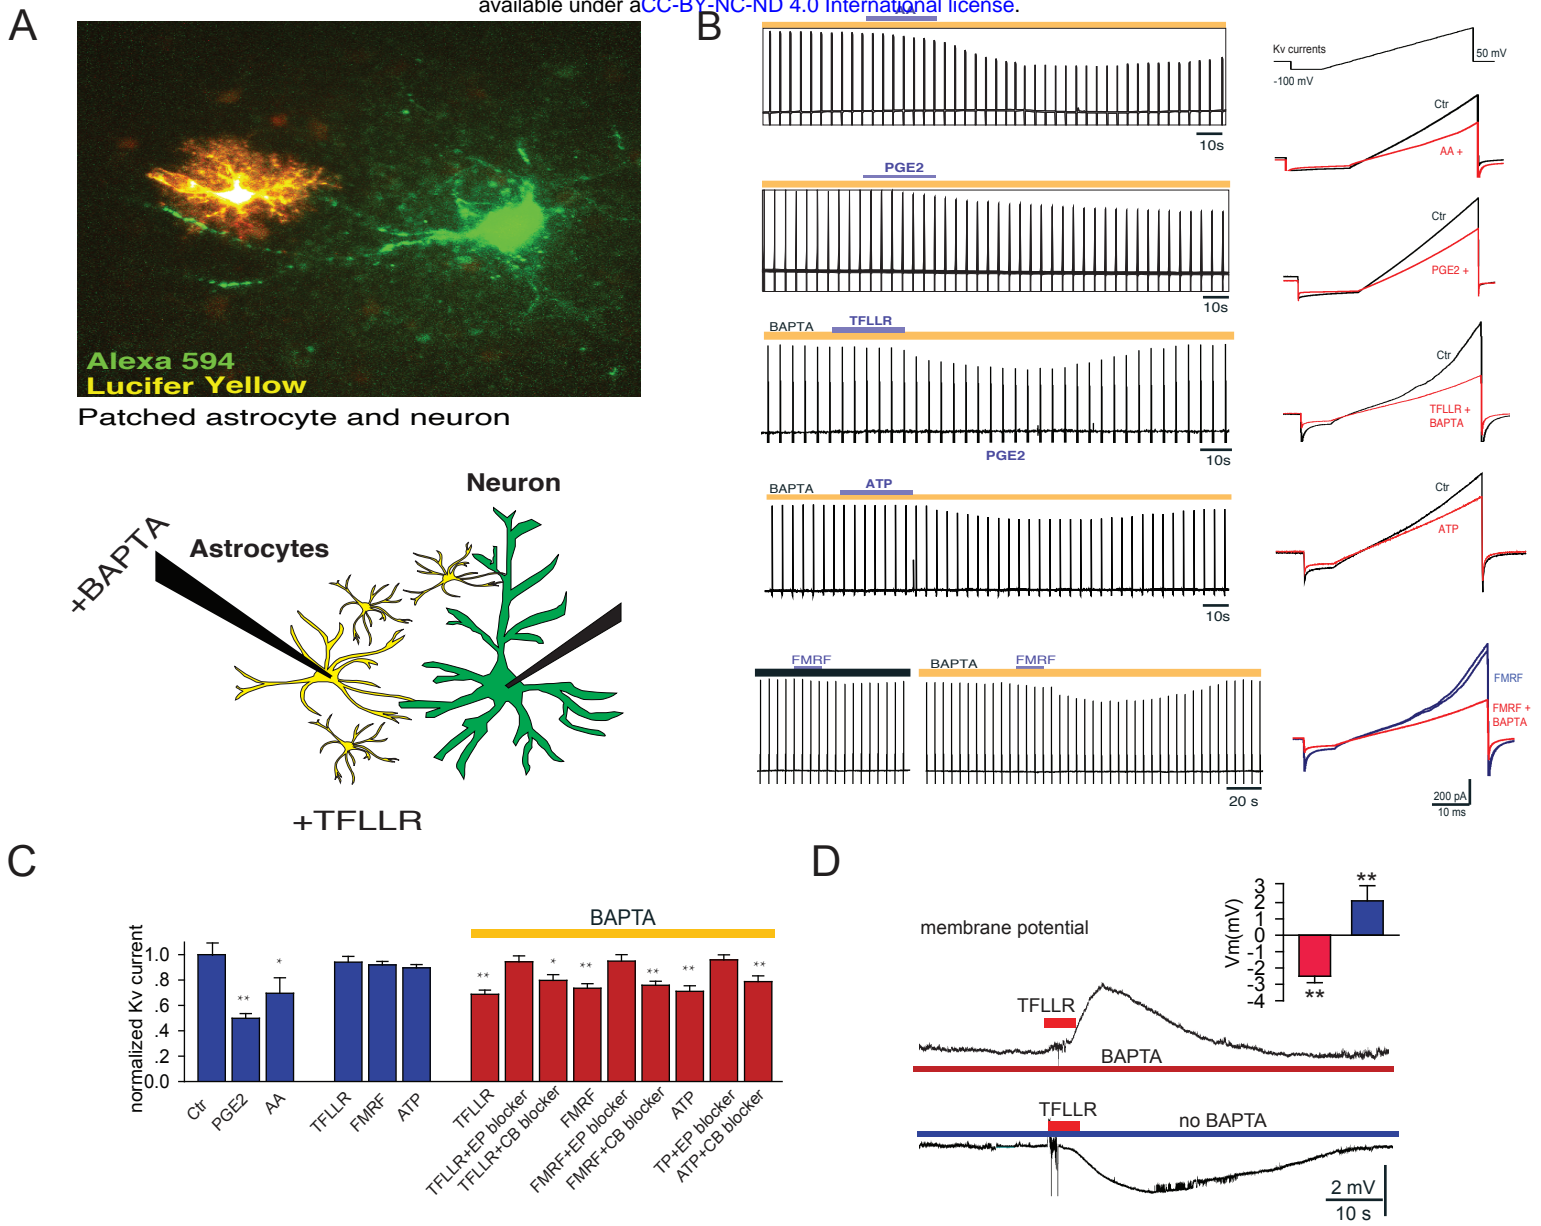 available under aCC-BY-NC-ND 4.0 International license.
A
Alexa 594
Lucifer Yellow
Patched astrocyte and neuron
Neuron
Astrocytes
+BAPTA
+TFLLR
B
AA
10s
PGE2
10s
BAPTA
TFLLR
PGE2
10s
BAPTA
ATP
10s
FMRF
BAPTA
FMRF
20 s
Kv currents
50 mV
-100 mV
Ctr
AA +
Ctr
PGE2 +
Ctr
TFLLR +
BAPTA
Ctr
ATP
FMRF
FMRF +
BAPTA
200 pA
10 ms
C
BAPTA
normalized Kv current
1.0
.8
.6
.4
.2
0.0
**
*
**
*
**
**
**
**
Ctr
PGE2
AA
TFLLR
FMRF
ATP
TFLLR
TFLLR+EP blocker
TFLLR+CB blocker
FMRF
FMRF+EP blocker
FMRF+CB blocker
ATP
TP+EP blocker
ATP+CB blocker
D
membrane potential
Vm(mV)
3
2
1
0
-1
-2
-3
-4
**
**
TFLLR
BAPTA
TFLLR
no BAPTA
2 mV
10 s